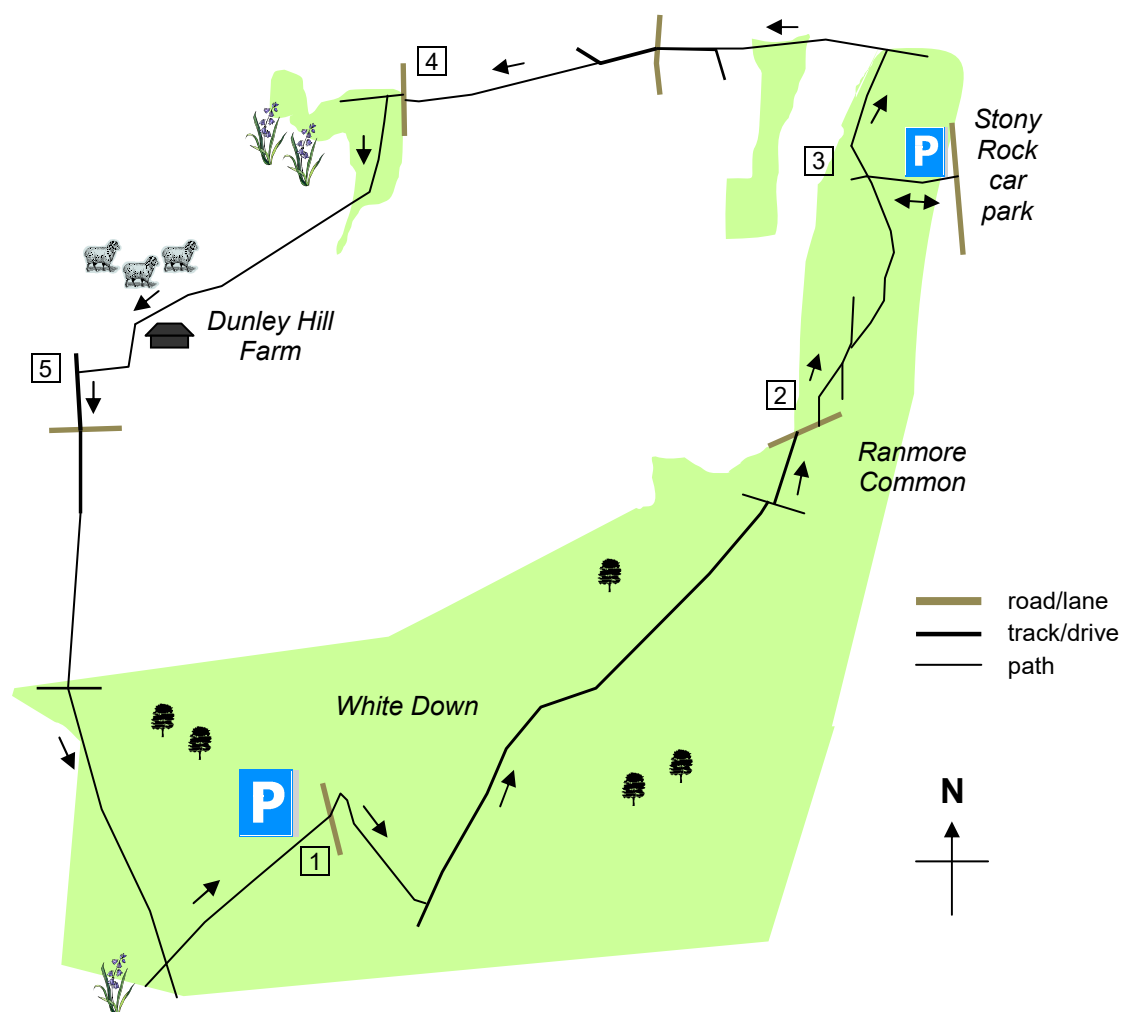 4
Stony
Rock
car
park
P
3
Dunley Hill
Farm
5
2
Ranmore
Common
road/lane
track/drive
path
White Down
P
1
N